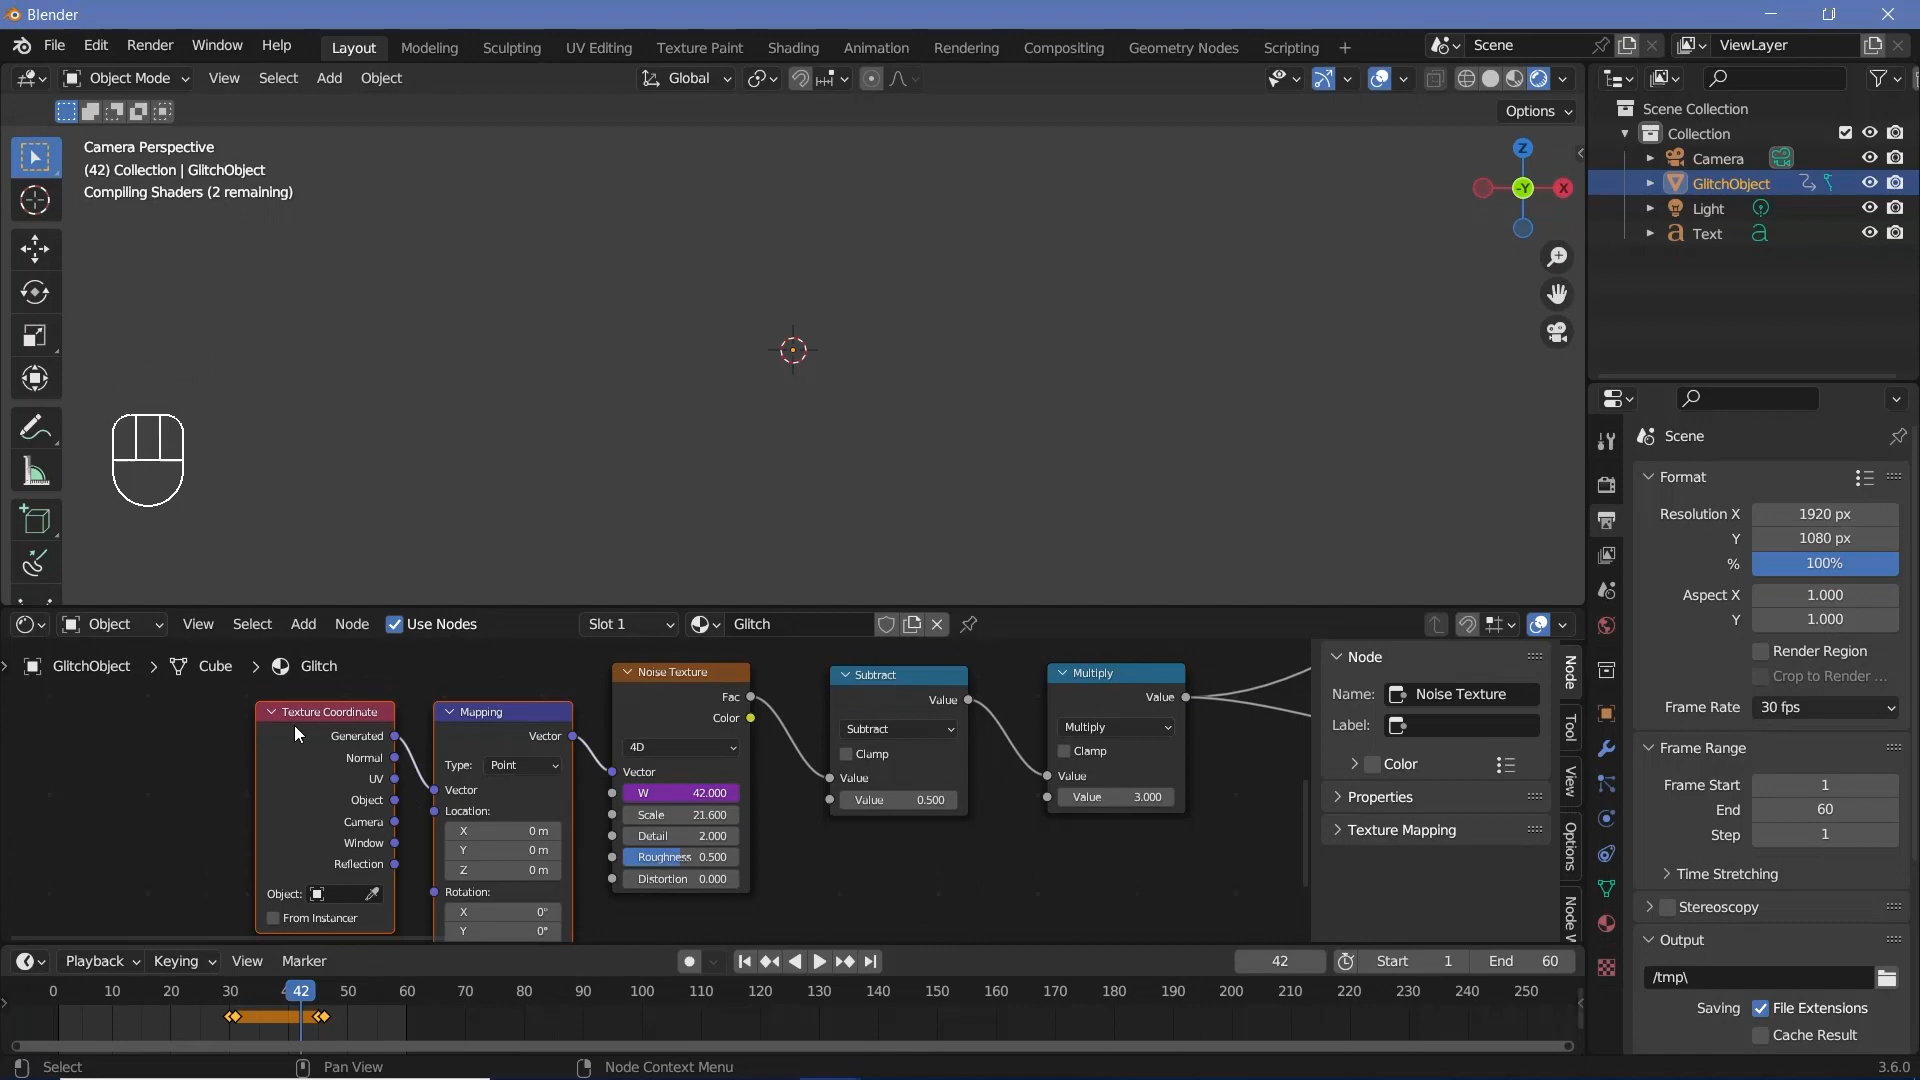 Blender
File Edit Render Window Help Layout Modeling Sculpting UV Editing Texture Paint Shading Animation Rendering Compositing Geometry Nodes Scripting + Scene ViewLayer
Object Mode View Select Add Object Global
Options
Camera Perspective
(42) Collection | GlitchObject
Compiling Shaders (2 remaining)
Z
-Y
X
Scene Collection
Collection
Camera
GlitchObject
Light
Text
Scene
Format
Resolution X 1920 px
Y 1080 px
% 100%
Aspect X 1.000
Y 1.000
Render Region
Crop to Render ...
Frame Rate 30 fps
Frame Range
Frame Start 1
End 60
Step 1
Time Stretching
Stereoscopy
Output
/tmp\
Saving File Extensions
Cache Result
Object View Select Add Node Use Nodes Slot 1 Glitch
GlitchObject > Cube > Glitch
Texture Coordinate
Generated
Normal
UV
Object
Camera
Window
Reflection
Object:
From Instancer
Mapping
Vector
Type: Point
Vector
Location:
X 0 m
Y 0 m
Z 0 m
Rotation:
X 0°
Y 0°
Noise Texture
Fac
Color
4D
Vector
W 42.000
Scale 21.600
Detail 2.000
Roughness 0.500
Distortion 0.000
Subtract
Value
Subtract
Clamp
Value
Value 0.500
Multiply
Value
Multiply
Clamp
Value
Value 3.000
Node
Name: Noise Texture
Label:
Color
Properties
Texture Mapping
Node
Tool
View
Options
Node W
Playback Keying View Marker 42 Start 1 End 60
0 10 20 30 42 50 60 70 80 90 100 110 120 130 140 150 160 170 180 190 200 210 220 230 240 250
Select Pan View Node Context Menu 3.6.0